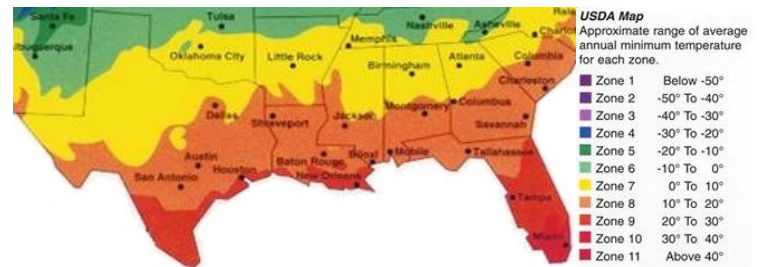 Santa Fe
Tulsa
Nashville
Asheville
Albuquerque
Oklahoma City
Memphis
Little Rock
Birmingham
Atlanta
Columbia
Charleston
Dallas
Shreveport
Jackson
Montgomery
Columbus
Savannah
Austin
San Antonio
Houston
Baton Rouge
New Orleans
Biloxi
Mobile
Tallahassee
Tampa
Miami
USDA Map
Approximate range of average
annual minimum temperature
for each zone.
Zone 1 Below -50°
Zone 2 -50° To -40°
Zone 3 -40° To -30°
Zone 4 -30° To -20°
Zone 5 -20° To -10°
Zone 6 -10° To 0°
Zone 7 0° To 10°
Zone 8 10° To 20°
Zone 9 20° To 30°
Zone 10 30° To 40°
Zone 11 Above 40°